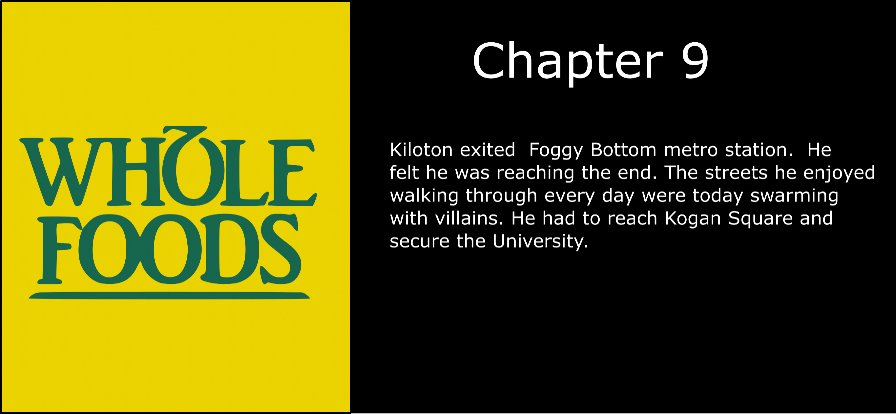 WHOLE
FOODS
Chapter 9
Kiloton exited  Foggy Bottom metro station.  He
felt he was reaching the end. The streets he enjoyed
walking through every day were today swarming
with villains. He had to reach Kogan Square and
secure the University.